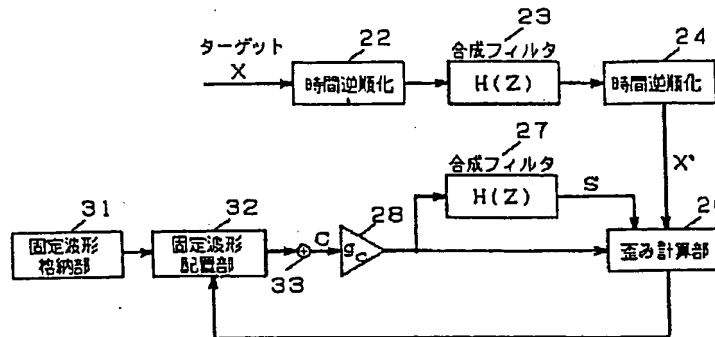 ターゲット
X
22
時間逆順化
23
合成フィルタ
H(Z)
24
時間逆順化
X'
27
合成フィルタ
H(Z)
S
31
固定波形
格納部
32
固定波形
配置部
33
C
28
gc
歪み計算部